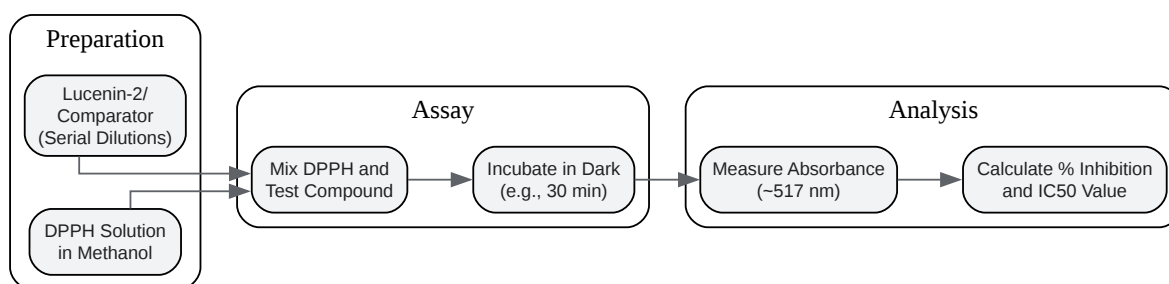 Preparation
Lucenin-2/
Comparator
(Serial Dilutions)
DPPH Solution
in Methanol
Assay
Mix DPPH and
Test Compound
Incubate in Dark
(e.g., 30 min)
Analysis
Measure Absorbance
(~517 nm)
Calculate % Inhibition
and IC50 Value